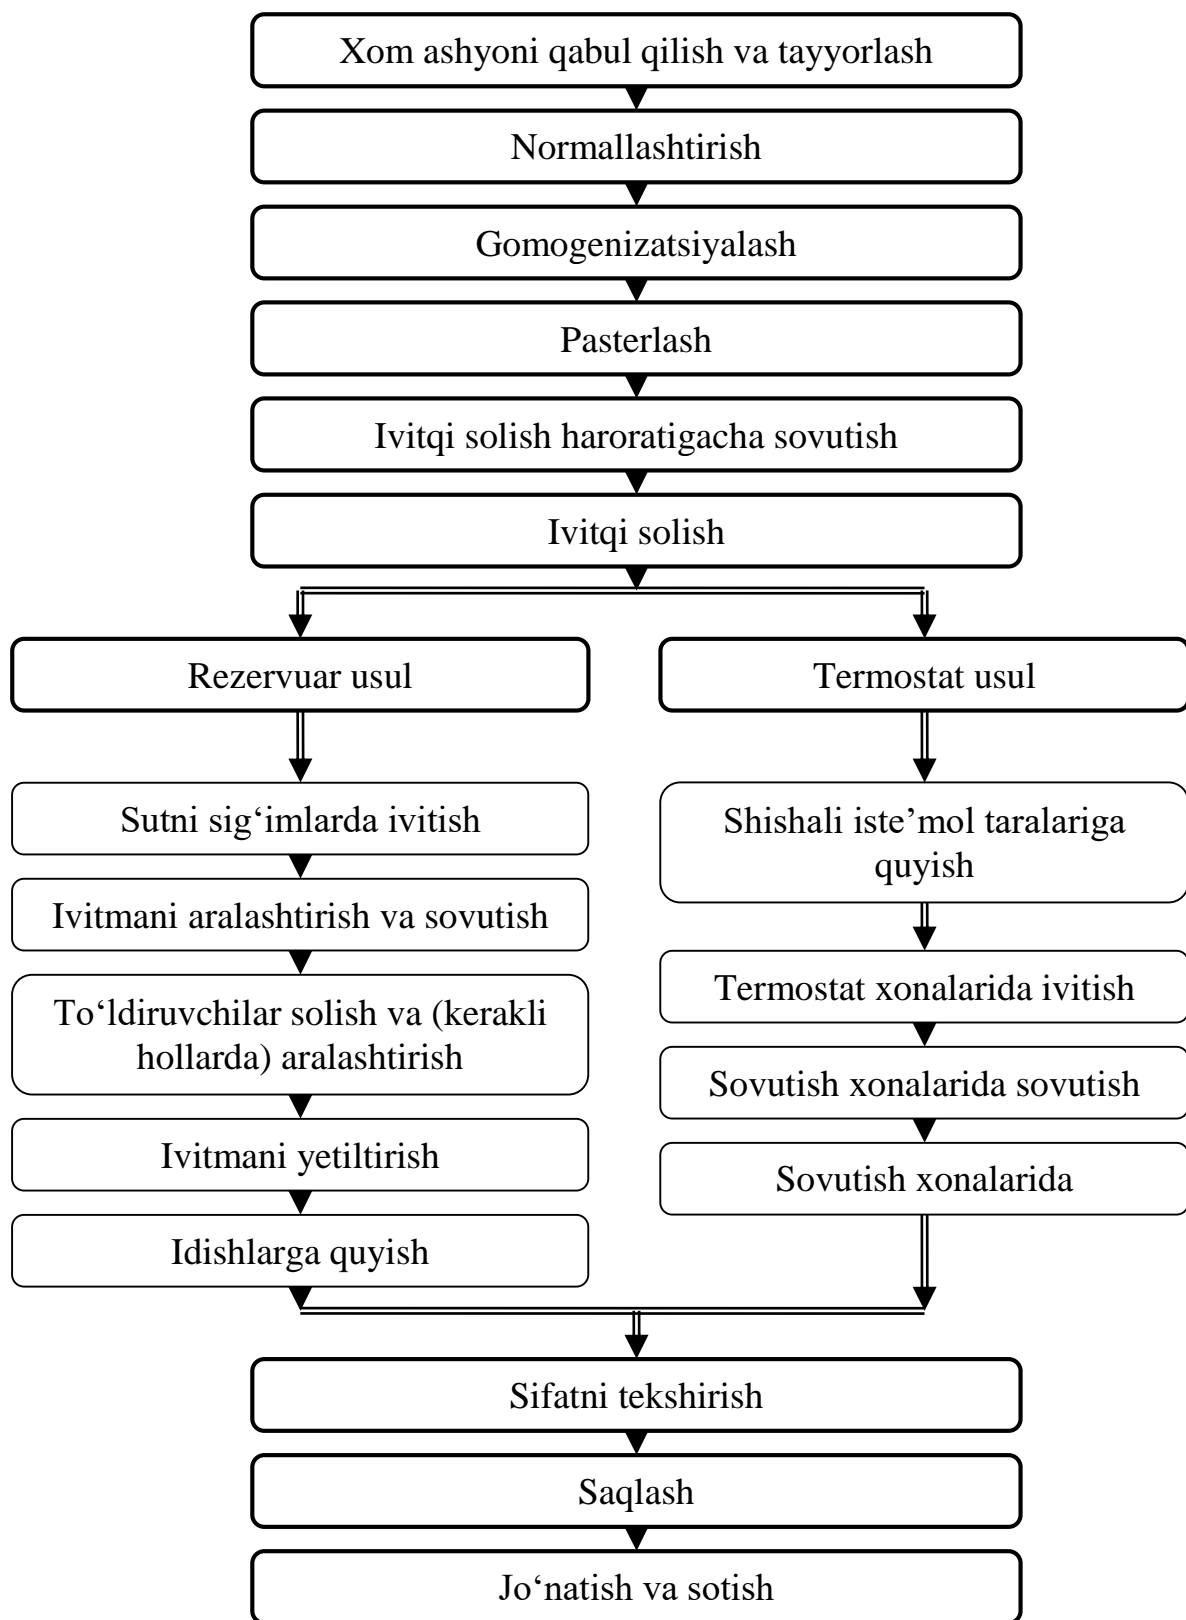 Xom ashyoni qabul qilish va tayyorlash
Normallashtirish
Gomogenizatsiyalash
Pasterlash
Ivitqi solish haroratigacha sovutish
Ivitqi solish
Rezervuar usul
Sutni sig‘imlarda ivitish
Ivitmani aralashtirish va sovutish
To‘ldiruvchilar solish va (kerakli
hollarda) aralashtirish
Ivitmani yetiltirish
Idishlarga quyish
Termostat usul
Shishali iste’mol taralariga
quyish
Termostat xonalarida ivitish
Sovutish xonalarida sovutish
Sovutish xonalarida
Sifatni tekshirish
Saqlash
Jo‘natish va sotish